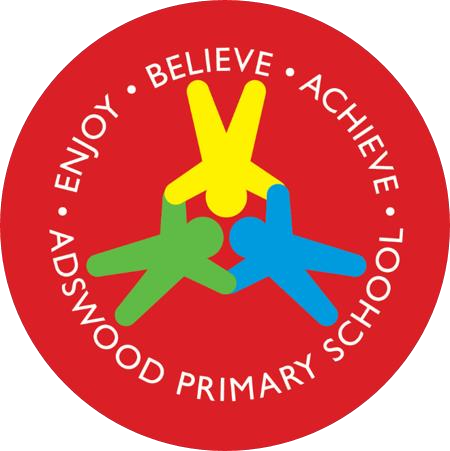 ENJOY • BELIEVE • ACHIEVE
• ADSWOOD PRIMARY SCHOOL •